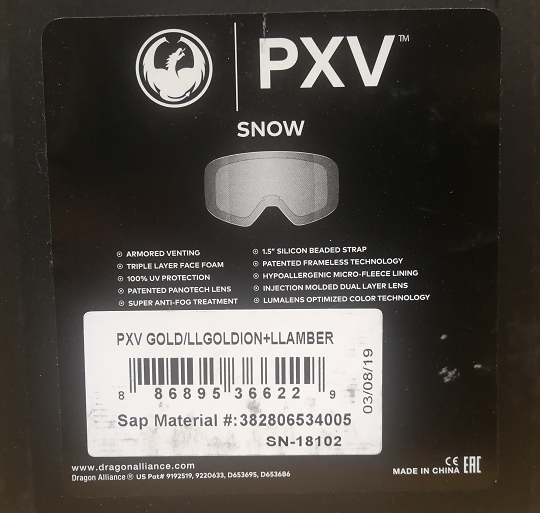 PXV™
SNOW
ARMORED VENTING
TRIPLE LAYER FACE FOAM
100% UV PROTECTION
PATENTED PANOTECH LENS
SUPER ANTI-FOG TREATMENT
1.5" SILICON BEADED STRAP
PATENTED FRAMELESS TECHNOLOGY
HYPOALLERGENIC MICRO-FLEECE LINING
INJECTION MOLDED DUAL LAYER LENS
LUMALENS OPTIMIZED COLOR TECHNOLOGY
PXV GOLD/LLGOLDION+LLAMBER
8 86895 36622 9
03/08/19
Sap Material #:382806534005
SN-18102
www.dragonalliance.com
Dragon Alliance® US Pat# 9192519, 9220633, D653695, D653686
MADE IN CHINA CE EAC